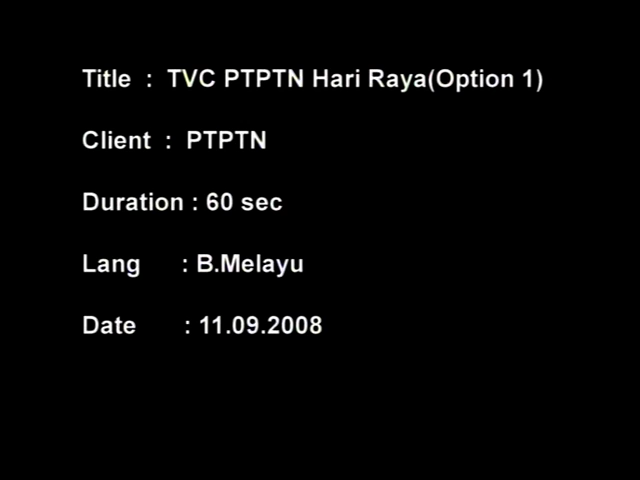 Title : TVC PTPTN Hari Raya(Option 1)
Client : PTPTN
Duration : 60 sec
Lang : B.Melayu
Date : 11.09.2008